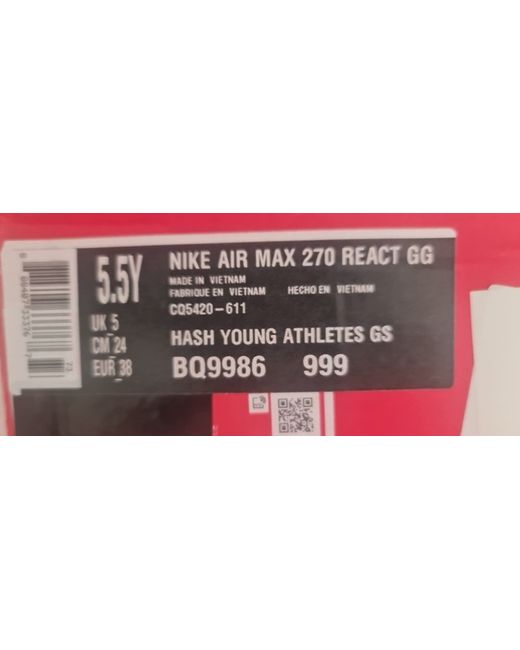 5.5Y
UK 5
CM 24
EUR 38
NIKE AIR MAX 270 REACT GG
MADE IN VIETNAM
FABRIQUE EN VIETNAM HECHO EN VIETNAM
CQ5420-611
HASH YOUNG ATHLETES GS
BQ9986 999
73